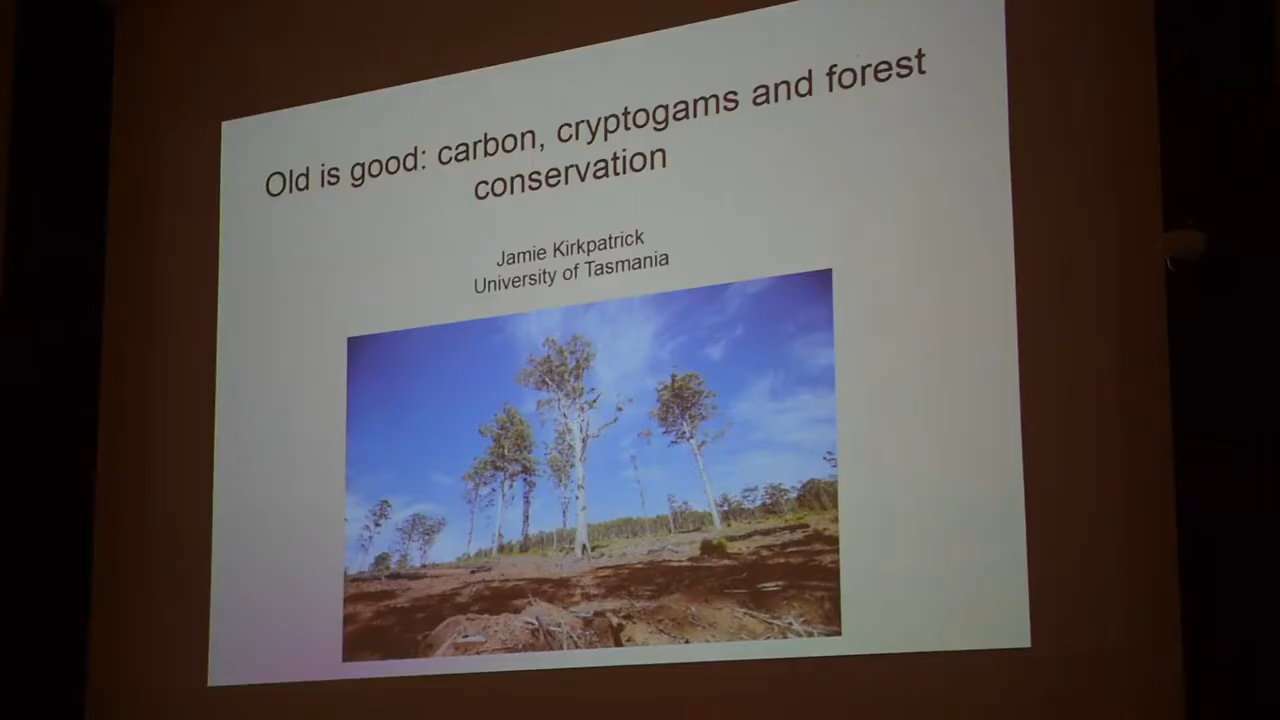 Old is good: carbon, cryptogams and forest
conservation
Jamie Kirkpatrick
University of Tasmania